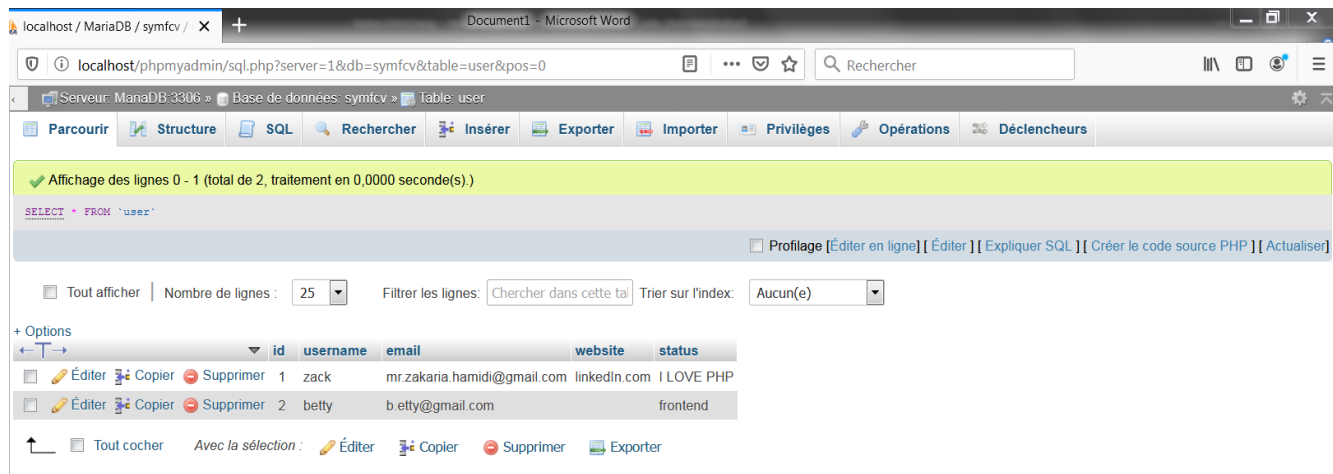 Document1 - Microsoft Word
localhost / MariaDB / symfcv /
localhost/phpmyadmin/sql.php?server=1&db=symfcv&table=user&pos=0 Rechercher
Serveur: MariaDB:3306 » Base de données: symfcv » Table: user
Parcourir Structure SQL Rechercher Insérer Exporter Importer Privilèges Opérations Déclencheurs
Affichage des lignes 0 - 1 (total de 2, traitement en 0,0000 seconde(s).)
SELECT * FROM `user`
Profilage [Éditer en ligne] [ Éditer ] [ Expliquer SQL ] [ Créer le code source PHP ] [ Actualiser]
Tout afficher | Nombre de lignes : 25 Filtrer les lignes: Chercher dans cette tal Trier sur l'index: Aucun(e)
+ Options
id username email website status
Éditer Copier Supprimer 1 zack mr.zakaria.hamidi@gmail.com linkedIn.com I LOVE PHP
Éditer Copier Supprimer 2 betty b.etty@gmail.com frontend
Tout cocher Avec la sélection : Éditer Copier Supprimer Exporter